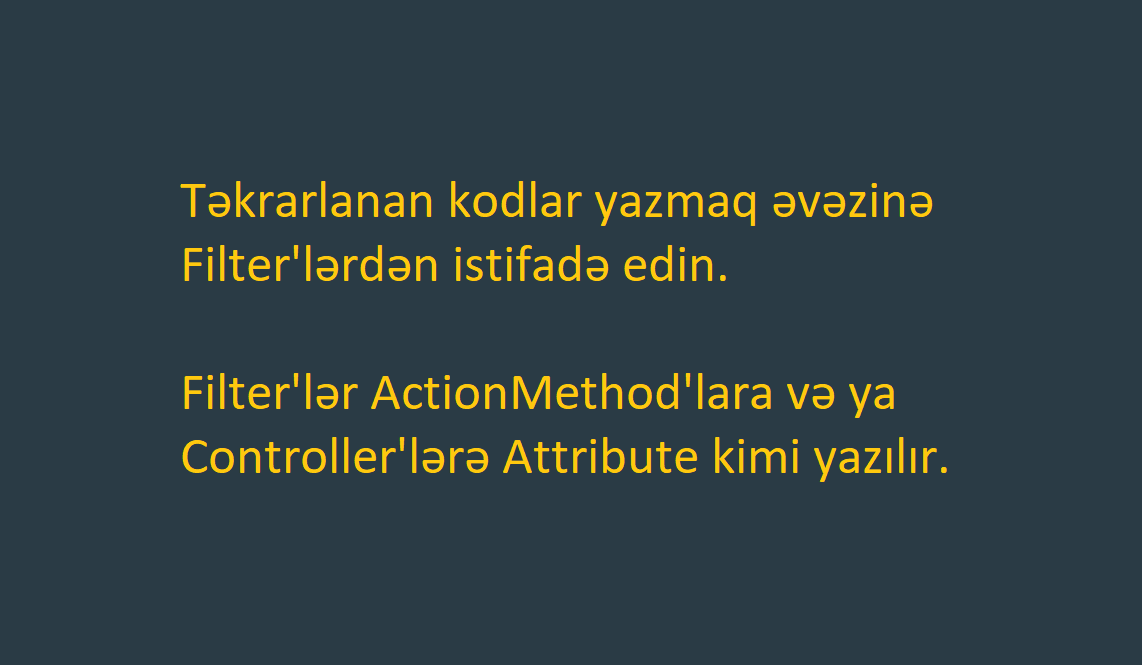 Təkrarlanan kodlar yazmaq əvəzinə
Filter'lərdən istifadə edin.
Filter'lər ActionMethod'lara və ya
Controller'lərə Attribute kimi yazılır.